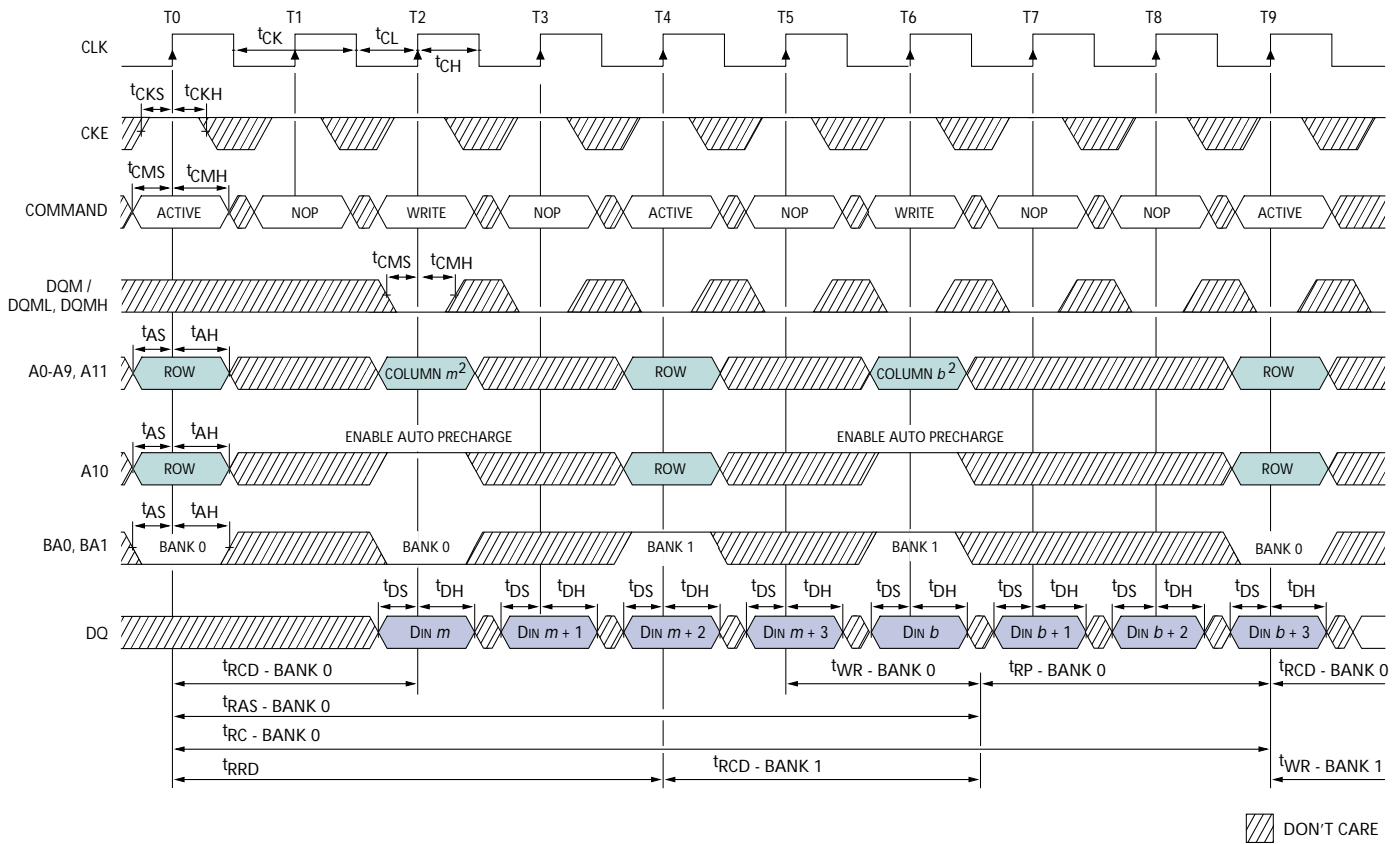 T0 T1 T2 T3 T4 T5 T6 T7 T8 T9
CLK tCK tCL tCH
tCKS tCKH
CKE
tCMS tCMH
COMMAND ACTIVE NOP WRITE NOP ACTIVE NOP WRITE NOP NOP ACTIVE
tCMS tCMH
DQM /
DQML, DQMH
tAS tAH
A0-A9, A11 ROW COLUMN m² ROW COLUMN b² ROW
tAS tAH ENABLE AUTO PRECHARGE ENABLE AUTO PRECHARGE
A10 ROW ROW ROW
tAS tAH
BA0, BA1 BANK 0 BANK 0 BANK 1 BANK 1 BANK 0
tDS tDH tDS tDH tDS tDH tDS tDH tDS tDH tDS tDH tDS tDH tDS tDH
DQ DIN m DIN m + 1 DIN m + 2 DIN m + 3 DIN b DIN b + 1 DIN b + 2 DIN b + 3
tRCD - BANK 0 tWR - BANK 0 tRP - BANK 0 tRCD - BANK 0
tRAS - BANK 0
tRC - BANK 0
tRRD tRCD - BANK 1 tWR - BANK 1
DON'T CARE